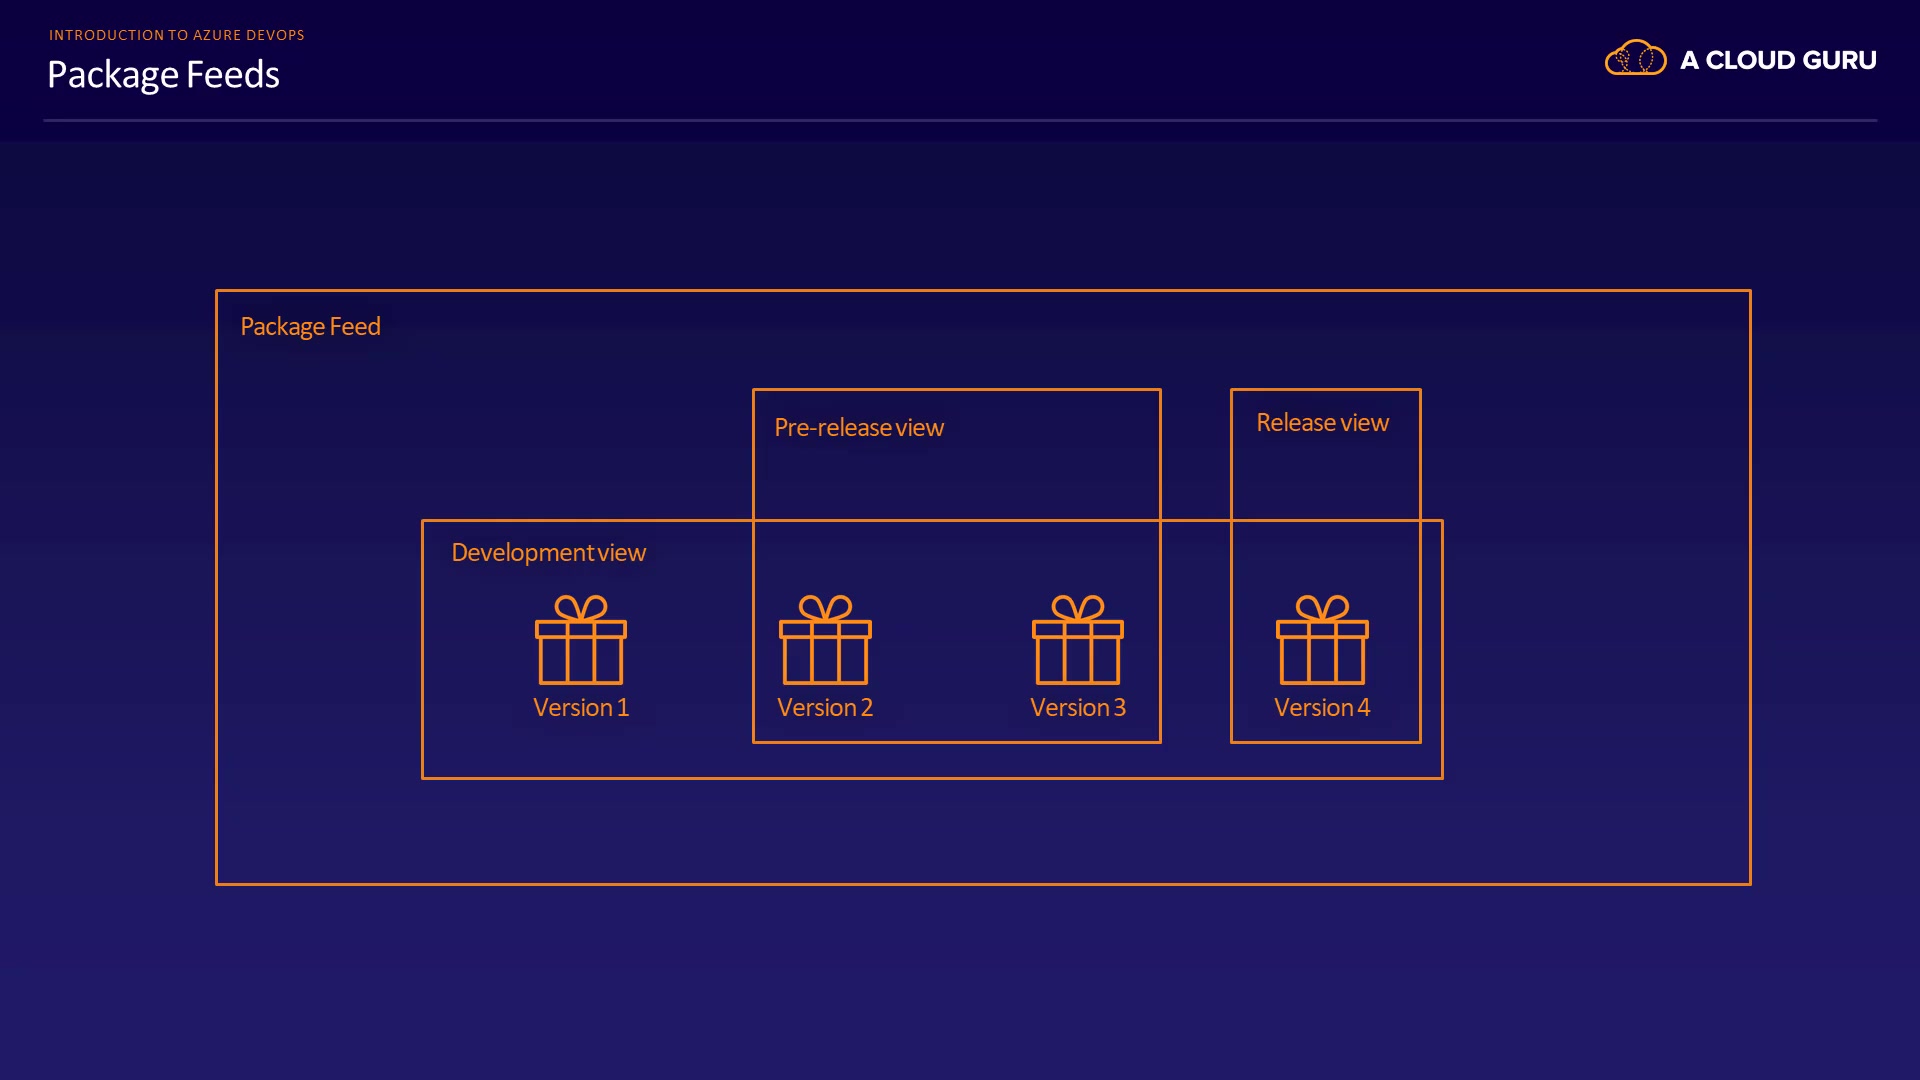 INTRODUCTION TO AZURE DEVOPS
Package Feeds
A CLOUD GURU
Package Feed
Pre-release view
Release view
Development view
Version 1
Version 2
Version 3
Version 4